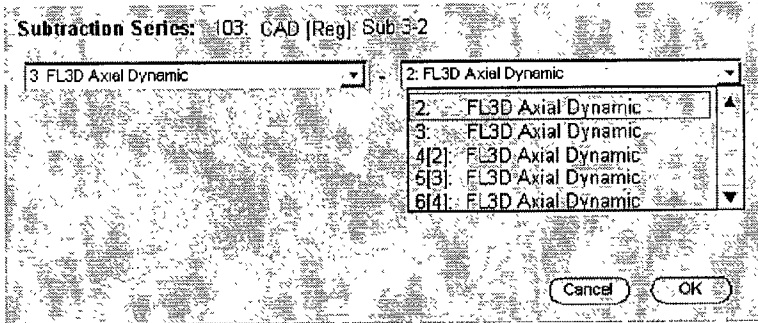 Subtraction Series: 103: CAD [Reg] Sub 3-2
3 FL3D Axial Dynamic - 2: FL3D Axial Dynamic
2: FL3D Axial Dynamic
3: FL3D Axial Dynamic
4[2]: FL3D Axial Dynamic
5[3]: FL3D Axial Dynamic
6[4]: FL3D Axial Dynamic
Cancel OK